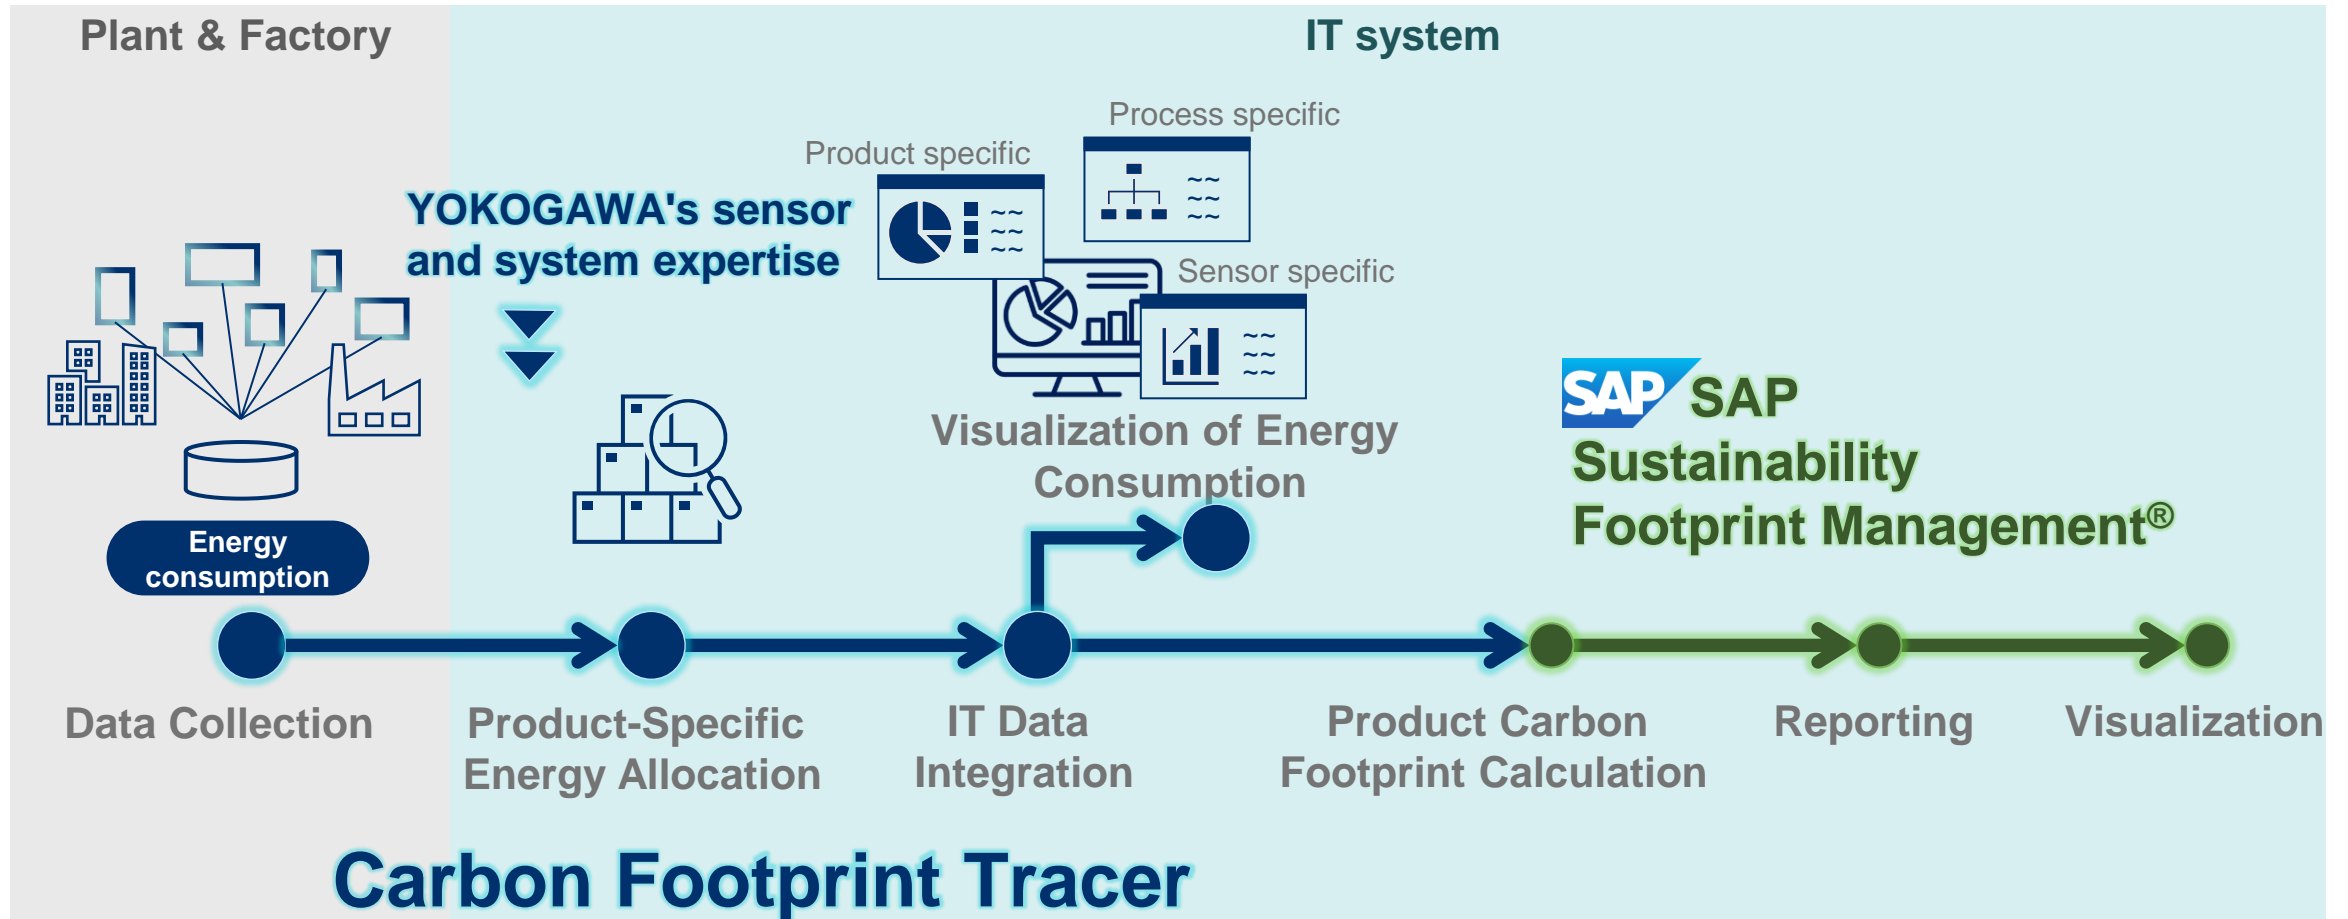 Plant & Factory
IT system
Process specific
Product specific
YOKOGAWA's sensor
and system expertise
Sensor specific
Visualization of Energy
Consumption
SAP SAP
Sustainability
Footprint Management®
Energy
consumption
Data Collection
Product-Specific
Energy Allocation
IT Data
Integration
Product Carbon
Footprint Calculation
Reporting
Visualization
Carbon Footprint Tracer